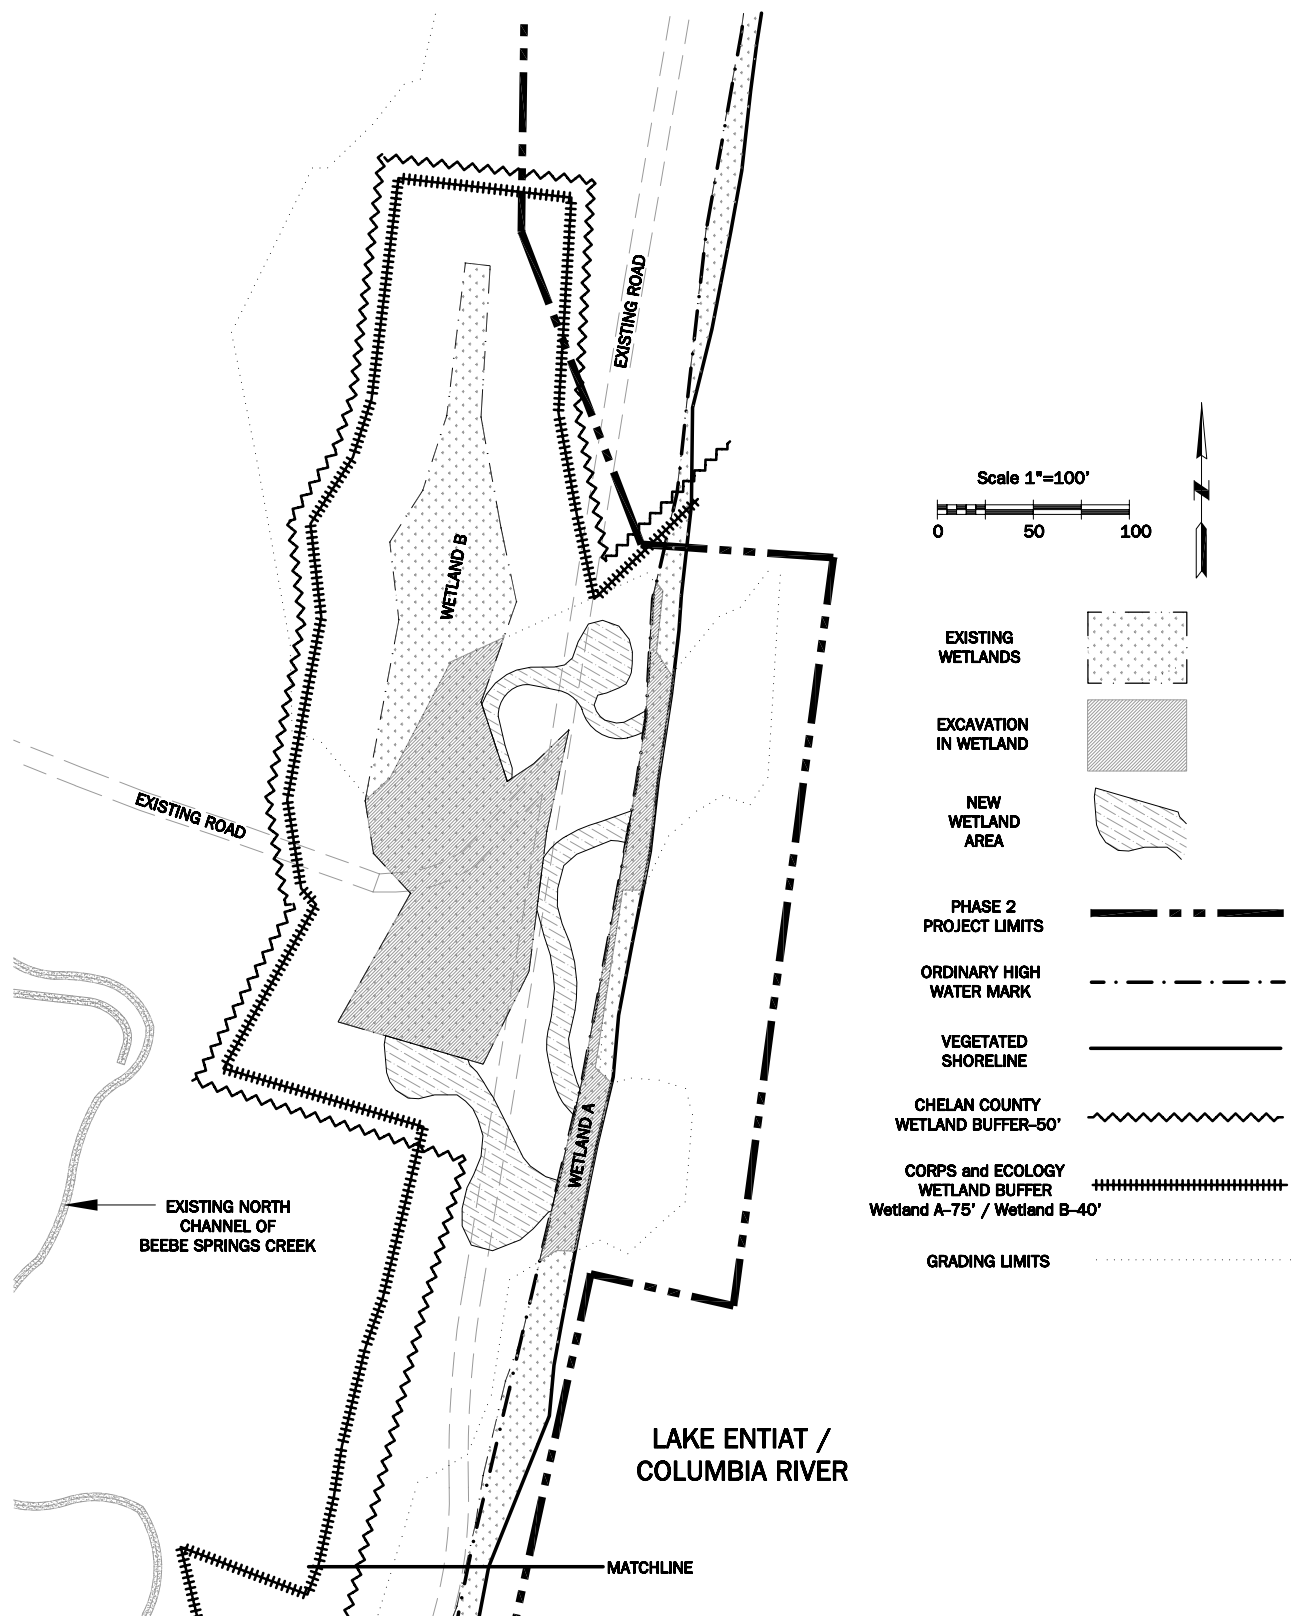 EXISTING ROAD
Scale 1"=100'
0 50 100
WETLAND B
EXISTING
WETLANDS
EXCAVATION
IN WETLAND
NEW
WETLAND
AREA
EXISTING ROAD
PHASE 2
PROJECT LIMITS
ORDINARY HIGH
WATER MARK
VEGETATED
SHORELINE
CHELAN COUNTY
WETLAND BUFFER–50'
WETLAND A
CORPS and ECOLOGY
WETLAND BUFFER
Wetland A–75' / Wetland B–40'
EXISTING NORTH
CHANNEL OF
BEEBE SPRINGS CREEK
GRADING LIMITS
LAKE ENTIAT /
COLUMBIA RIVER
MATCHLINE